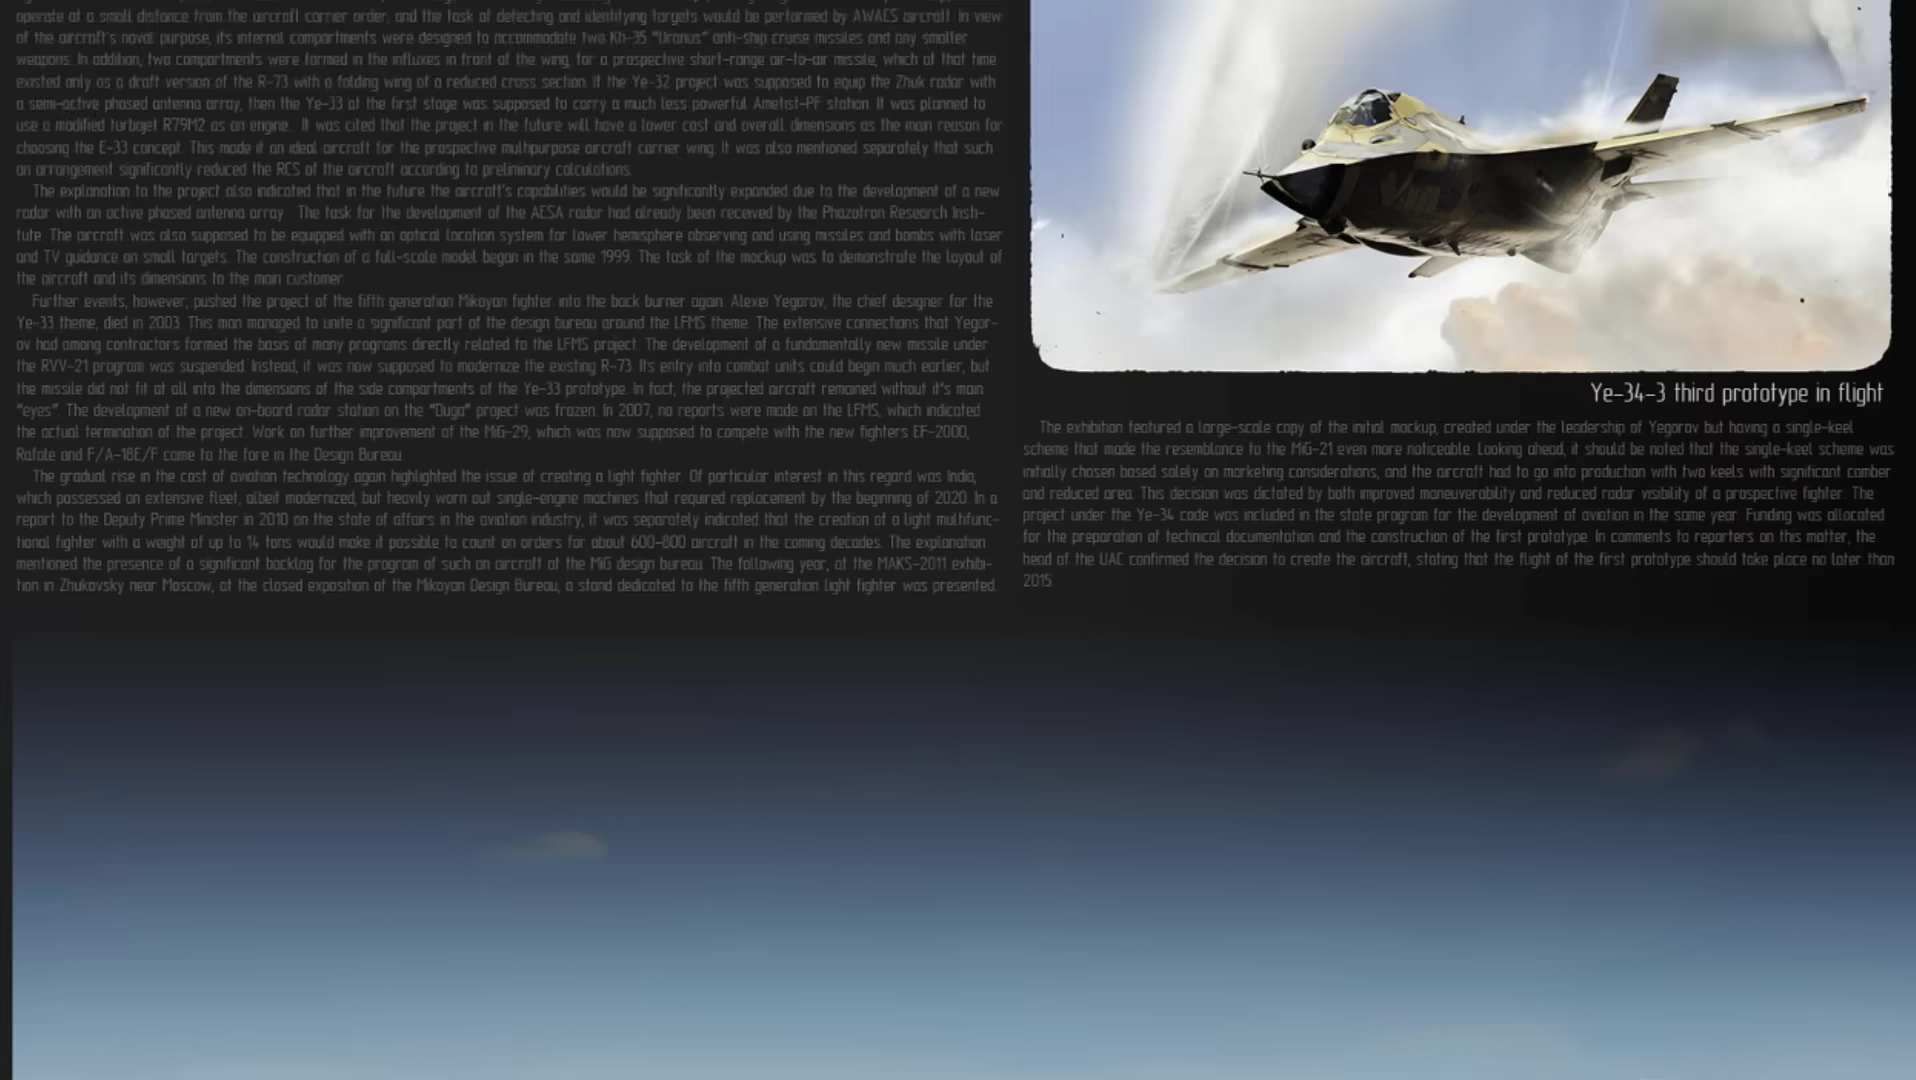 operate at a small distance from the aircraft carrier order, and the task of detecting and identifying targets would be performed by AWAES aircraft. In view
of the aircraft's naval purpose, its internal compartments were designed to accommodate two Kh-35 "Uranus" anti-ship cruise missiles and any smaller
weapons. In addition, two compartments were formed in the influxes in front of the wing, for a prospective short-range air-to-air missile, which at that time
existed only as a draft version of the R-73 with a folding wing of a reduced cross section. If the Ye-32 project was supposed to equip the Zhuk radar with
a semi-active phased antenna array, then the Ye-33 at the first stage was supposed to carry a much less powerful Ametist-PF station. It was planned to
use a modified turbojet R79M2 as an engine. It was cited that the project in the future will have a lower cost and overall dimensions as the main reason for
choosing the E-33 concept. This made it an ideal aircraft for the prospective multipurpose aircraft carrier wing. It was also mentioned separately that such
an arrangement significantly reduced the RCS of the aircraft according to preliminary calculations.
The explanation to the project also indicated that in the future the aircraft's capabilities would be significantly expanded due to the development of a new
radar with an active phased antenna array. The task for the development of the AESA radar had already been received by the Phazotron Research Insti-
tute. The aircraft was also supposed to be equipped with an optical location system for lower hemisphere observing and using missiles and bombs with laser
and TV guidance on small targets. The construction of a full-scale model began in the same 1999. The task of the mockup was to demonstrate the layout of
the aircraft and its dimensions to the main customer.
Further events, however, pushed the project of the fifth generation Mikoyan fighter into the back burner again. Alexei Yegorov, the chief designer for the
Ye-33 theme, died in 2003. This man managed to unite a significant part of the design bureau around the LFMS theme. The extensive connections that Yegor-
ov had among contractors formed the basis of many programs directly related to the LFMS project. The development of a fundamentally new missile under
the RVV-21 program was suspended. Instead, it was now supposed to modernize the existing R-73. Its entry into combat units could begin much earlier, but
the missile did not fit at all into the dimensions of the side compartments of the Ye-33 prototype. In fact, the projected aircraft remained without it's main
"eyes". The development of a new on-board radar station on the "Duga" project was frozen. In 2007, no reports were made on the LFMS, which indicated
the actual termination of the project. Work on further improvement of the MiG-29, which was now supposed to compete with the new fighters EF-2000,
Rafale and F/A-18E/F came to the fore in the Design Bureau.
The gradual rise in the cost of aviation technology again highlighted the issue of creating a light fighter. Of particular interest in this regard was India,
which possessed an extensive fleet, albeit modernized, but heavily worn out single-engine machines that required replacement by the beginning of 2020. In a
report to the Deputy Prime Minister in 2010 on the state of affairs in the aviation industry, it was separately indicated that the creation of a light multifunc-
tional fighter with a weight of up to 14 tons would make it possible to count on orders for about 600-800 aircraft in the coming decades. The explanation
mentioned the presence of a significant backlog for the program of such an aircraft at the MiG design bureau. The following year, at the MAKS-2011 exhibi-
tion in Zhukovsky near Moscow, at the closed exposition of the Mikoyan Design Bureau, a stand dedicated to the fifth generation light fighter was presented.
Ye-34-3 third prototype in flight
The exhibition featured a large-scale copy of the initial mockup, created under the leadership of Yegorov but having a single-keel
scheme that made the resemblance to the MiG-21 even more noticeable. Looking ahead, it should be noted that the single-keel scheme was
initially chosen based solely on marketing considerations, and the aircraft had to go into production with two keels with significant camber
and reduced area. This decision was dictated by both improved maneuverability and reduced radar visibility of a prospective fighter. The
project under the Ye-34 code was included in the state program for the development of aviation in the same year. Funding was allocated
for the preparation of technical documentation and the construction of the first prototype. In comments to reporters on this matter, the
head of the UAC confirmed the decision to create the aircraft, stating that the flight of the first prototype should take place no later than
2015.